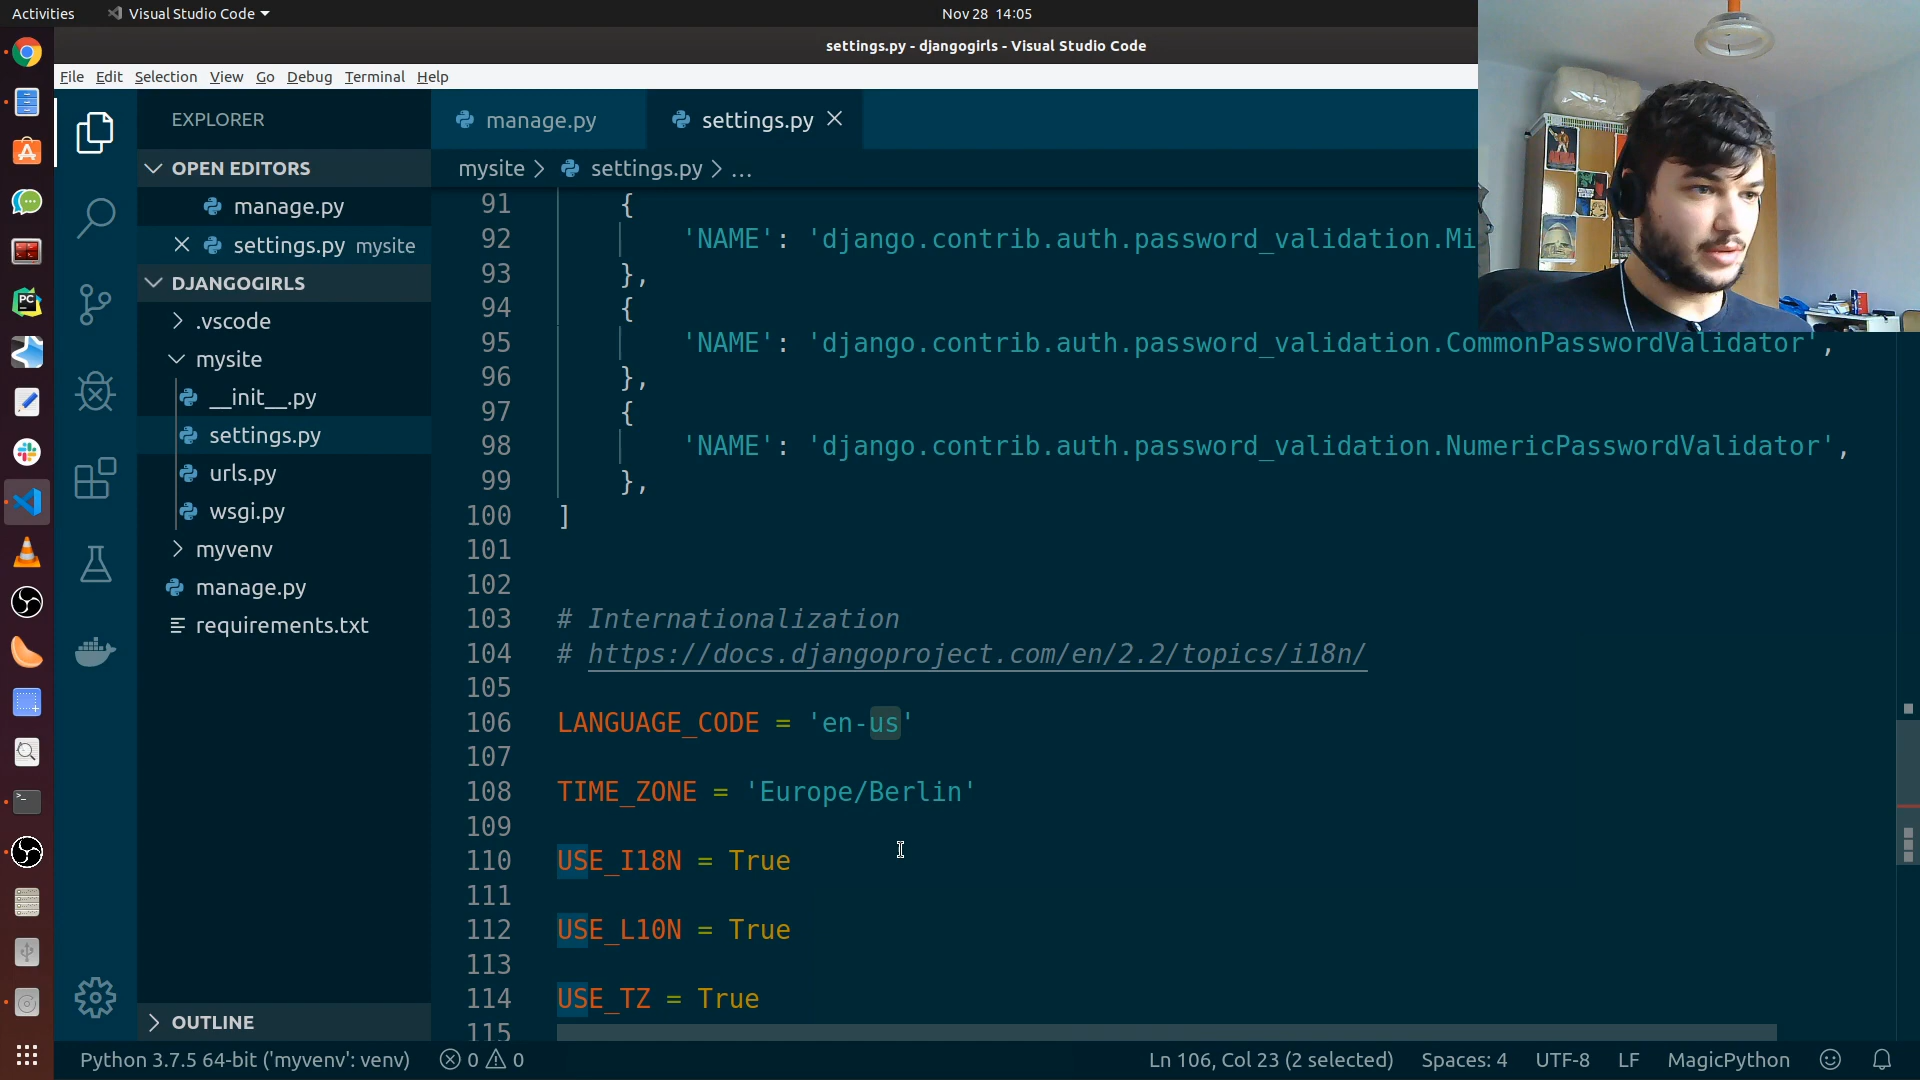 Activities
Visual Studio Code
Nov 28 14:05
settings.py - djangogirls - Visual Studio Code
File Edit Selection View Go Debug Terminal Help
EXPLORER
OPEN EDITORS
manage.py
settings.py mysite
DJANGOGIRLS
.vscode
mysite
__init__.py
settings.py
urls.py
wsgi.py
myvenv
manage.py
requirements.txt
OUTLINE
manage.py
settings.py
mysite > settings.py > ...
91 {
92 'NAME': 'django.contrib.auth.password_validation.Mi
93 },
94 {
95 'NAME': 'django.contrib.auth.password_validation.CommonPasswordValidator',
96 },
97 {
98 'NAME': 'django.contrib.auth.password_validation.NumericPasswordValidator',
99 },
100 ]
101
102
103 # Internationalization
104 # https://docs.djangoproject.com/en/2.2/topics/i18n/
105
106 LANGUAGE_CODE = 'en-us'
107
108 TIME_ZONE = 'Europe/Berlin'
109
110 USE_I18N = True
111
112 USE_L10N = True
113
114 USE_TZ = True
115
Python 3.7.5 64-bit ('myvenv': venv)
0 0
Ln 106, Col 23 (2 selected)
Spaces: 4
UTF-8
LF
MagicPython